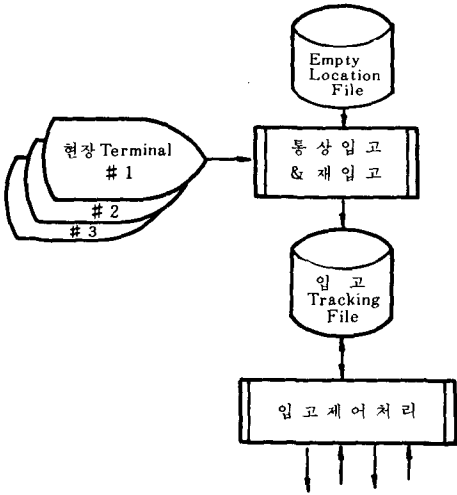 Empty
Location
File
현장 Terminal
# 1
# 2
# 3
통상입고
& 재입고
입 고
Tracking
File
입고제어처리